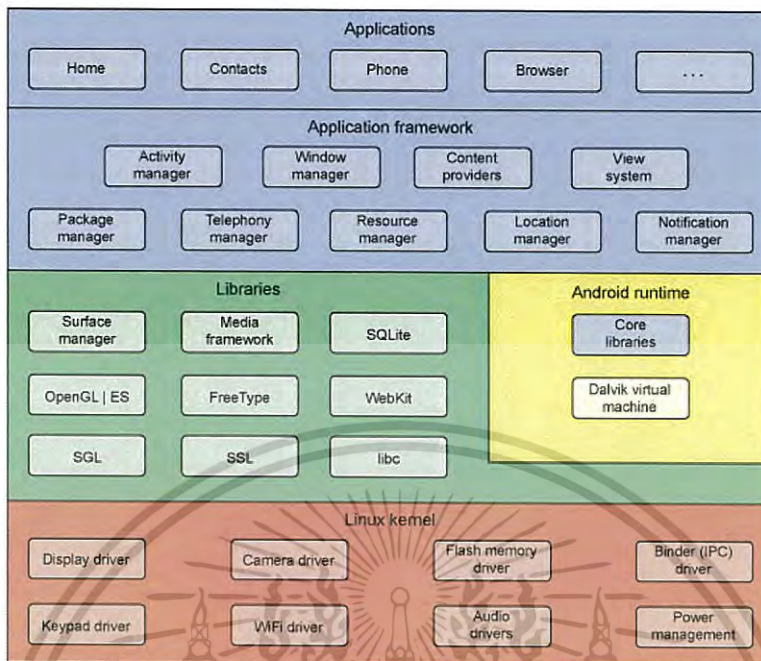 Applications
Home
Contacts
Phone
Browser
...
Application framework
Activity
manager
Window
manager
Content
providers
View
system
Package
manager
Telephony
manager
Resource
manager
Location
manager
Notification
manager
Libraries
Surface
manager
Media
framework
SQLite
OpenGL | ES
FreeType
WebKit
SGL
SSL
libc
Android runtime
Core
libraries
Dalvik virtual
machine
Linux kernel
Display driver
Camera driver
Flash memory
driver
Binder (IPC)
driver
Keypad driver
WiFi driver
Audio
drivers
Power
management